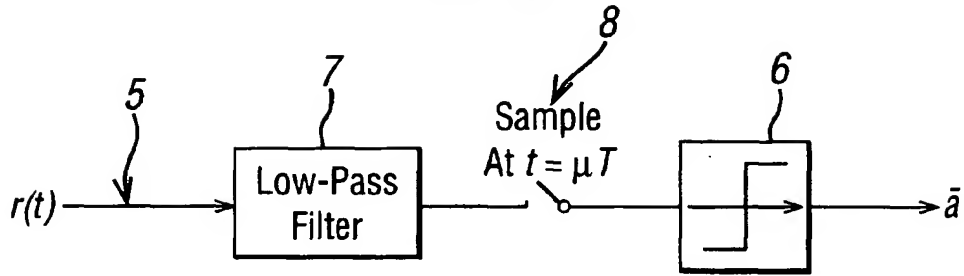 8
7
5
6
Sample
At t = μT
Low-Pass
Filter
r(t)
ā